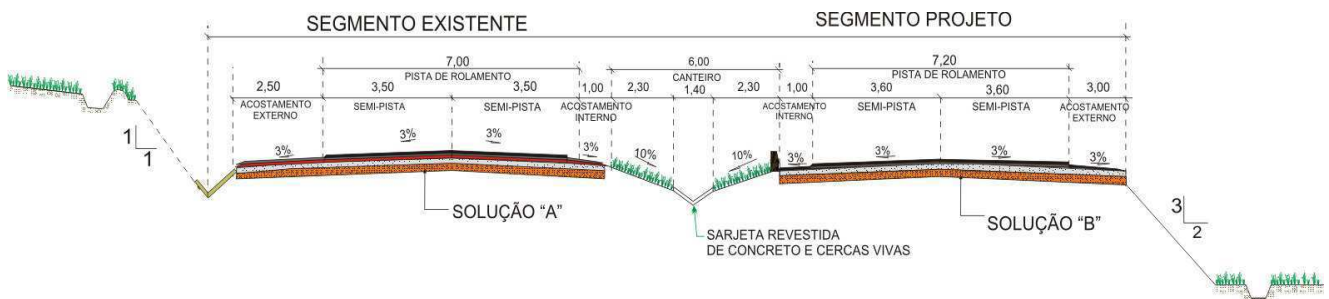 SEGMENTO EXISTENTE
SEGMENTO PROJETO
7,00
6,00
7,20
PISTA DE ROLAMENTO
CANTEIRO
PISTA DE ROLAMENTO
2,50
3,50
3,50
1,00
2,30
1,40
2,30
1,00
3,60
3,60
3,00
ACOSTAMENTO
EXTERNO
SEMI-PISTA
SEMI-PISTA
ACOSTAMENTO
INTERNO
ACOSTAMENTO
INTERNO
SEMI-PISTA
SEMI-PISTA
ACOSTAMENTO
EXTERNO
1
1
3%
3%
3%
3%
10%
10%
3%
3%
3%
3%
SOLUÇÃO “A”
SARJETA REVESTIDA
DE CONCRETO E CERCAS VIVAS
SOLUÇÃO “B”
3
2